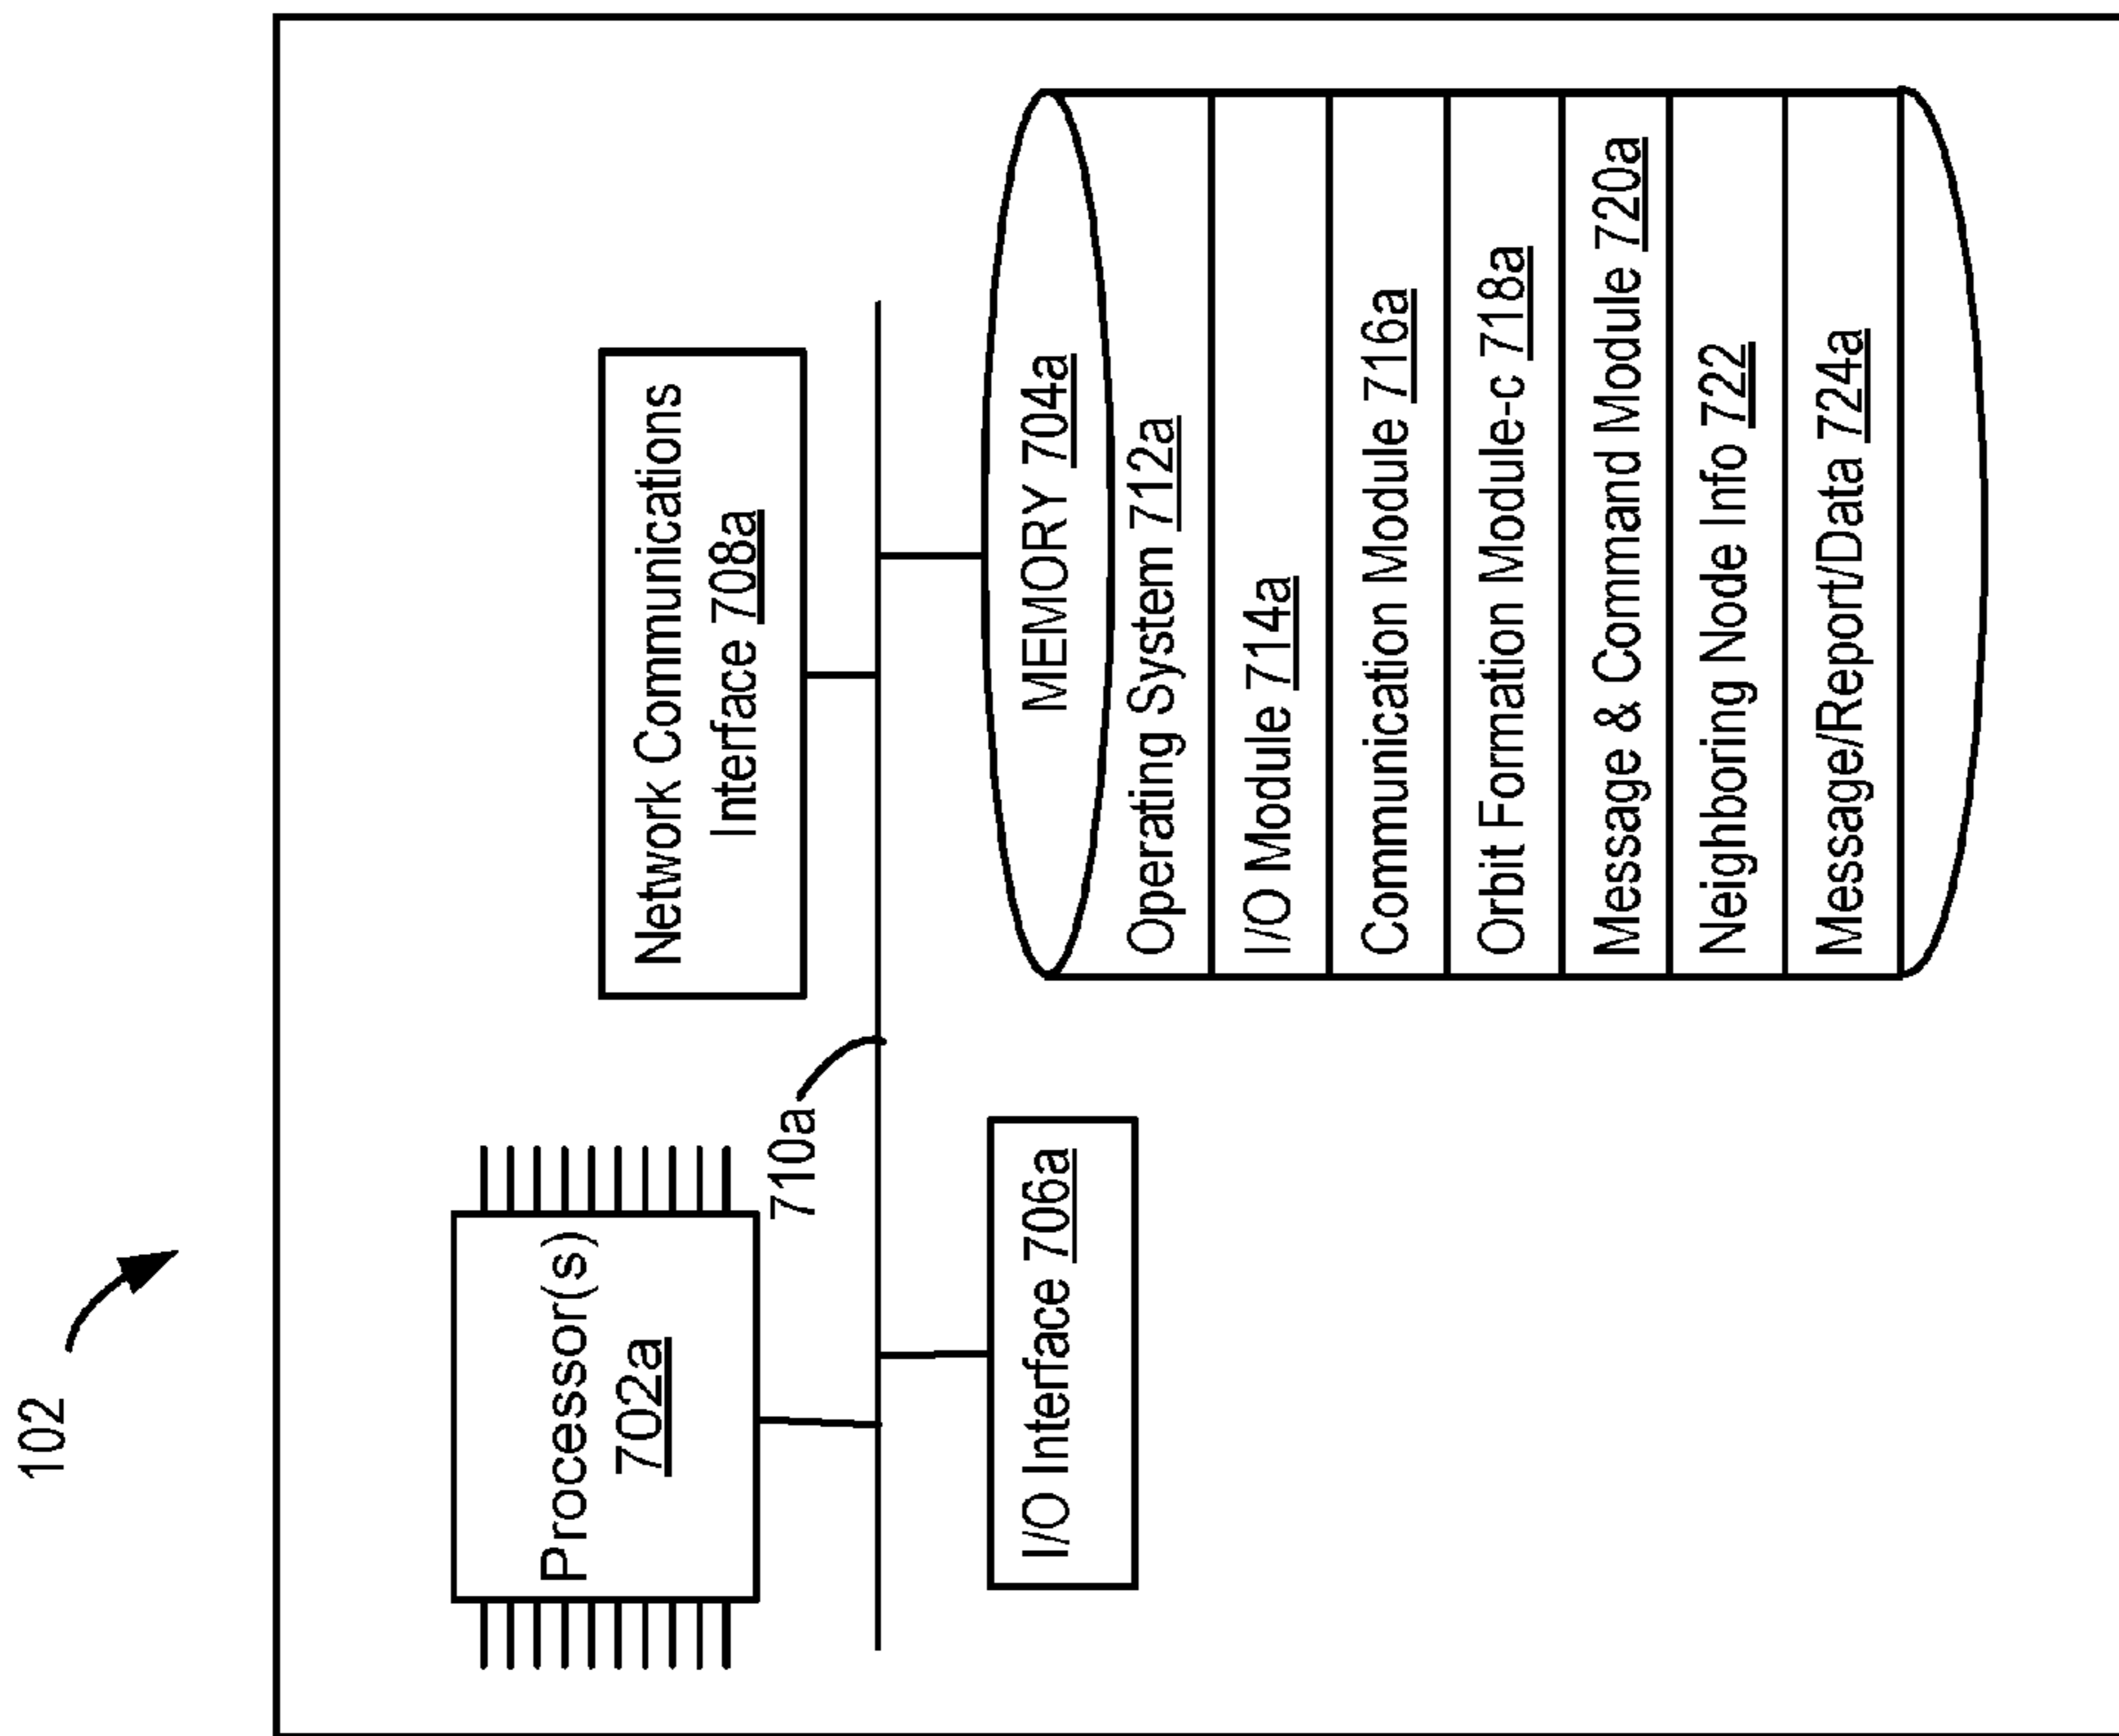 102
Processor(s)
702a
Network Communications
Interface 708a
710a
I/O Interface 706a
MEMORY 704a
Operating System 712a
I/O Module 714a
Communication Module 716a
Orbit Formation Module-c 718a
Message & Command Module 720a
Neighboring Node Info 722
Message/Report/Data 724a